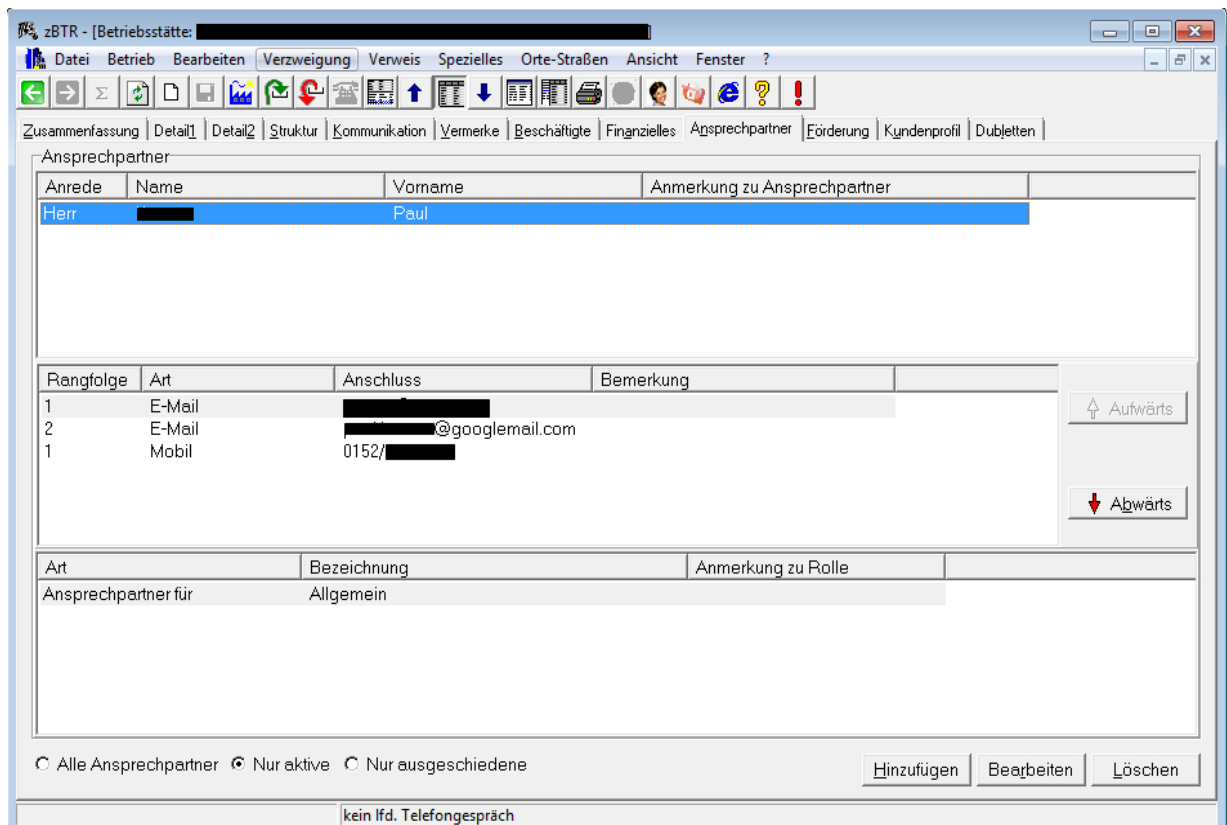 zBTR - [Betriebsstätte: ]
Datei Betrieb Bearbeiten Verzweigung Verweis Spezielles Orte-Straßen Ansicht Fenster ?
Zusammenfassung Detail1 Detail2 Struktur Kommunikation Vermerke Beschäftigte Finanzielles Ansprechpartner Förderung Kundenprofil Dubletten
Ansprechpartner
Anrede Name Vorname Anmerkung zu Ansprechpartner
Herr Paul
Rangfolge Art Anschluss Bemerkung
1 E-Mail
2 E-Mail @googlemail.com
1 Mobil 0152/
Aufwärts
Abwärts
Art Bezeichnung Anmerkung zu Rolle
Ansprechpartner für Allgemein
Alle Ansprechpartner Nur aktive Nur ausgeschiedene
Hinzufügen Bearbeiten Löschen
kein lfd. Telefongespräch